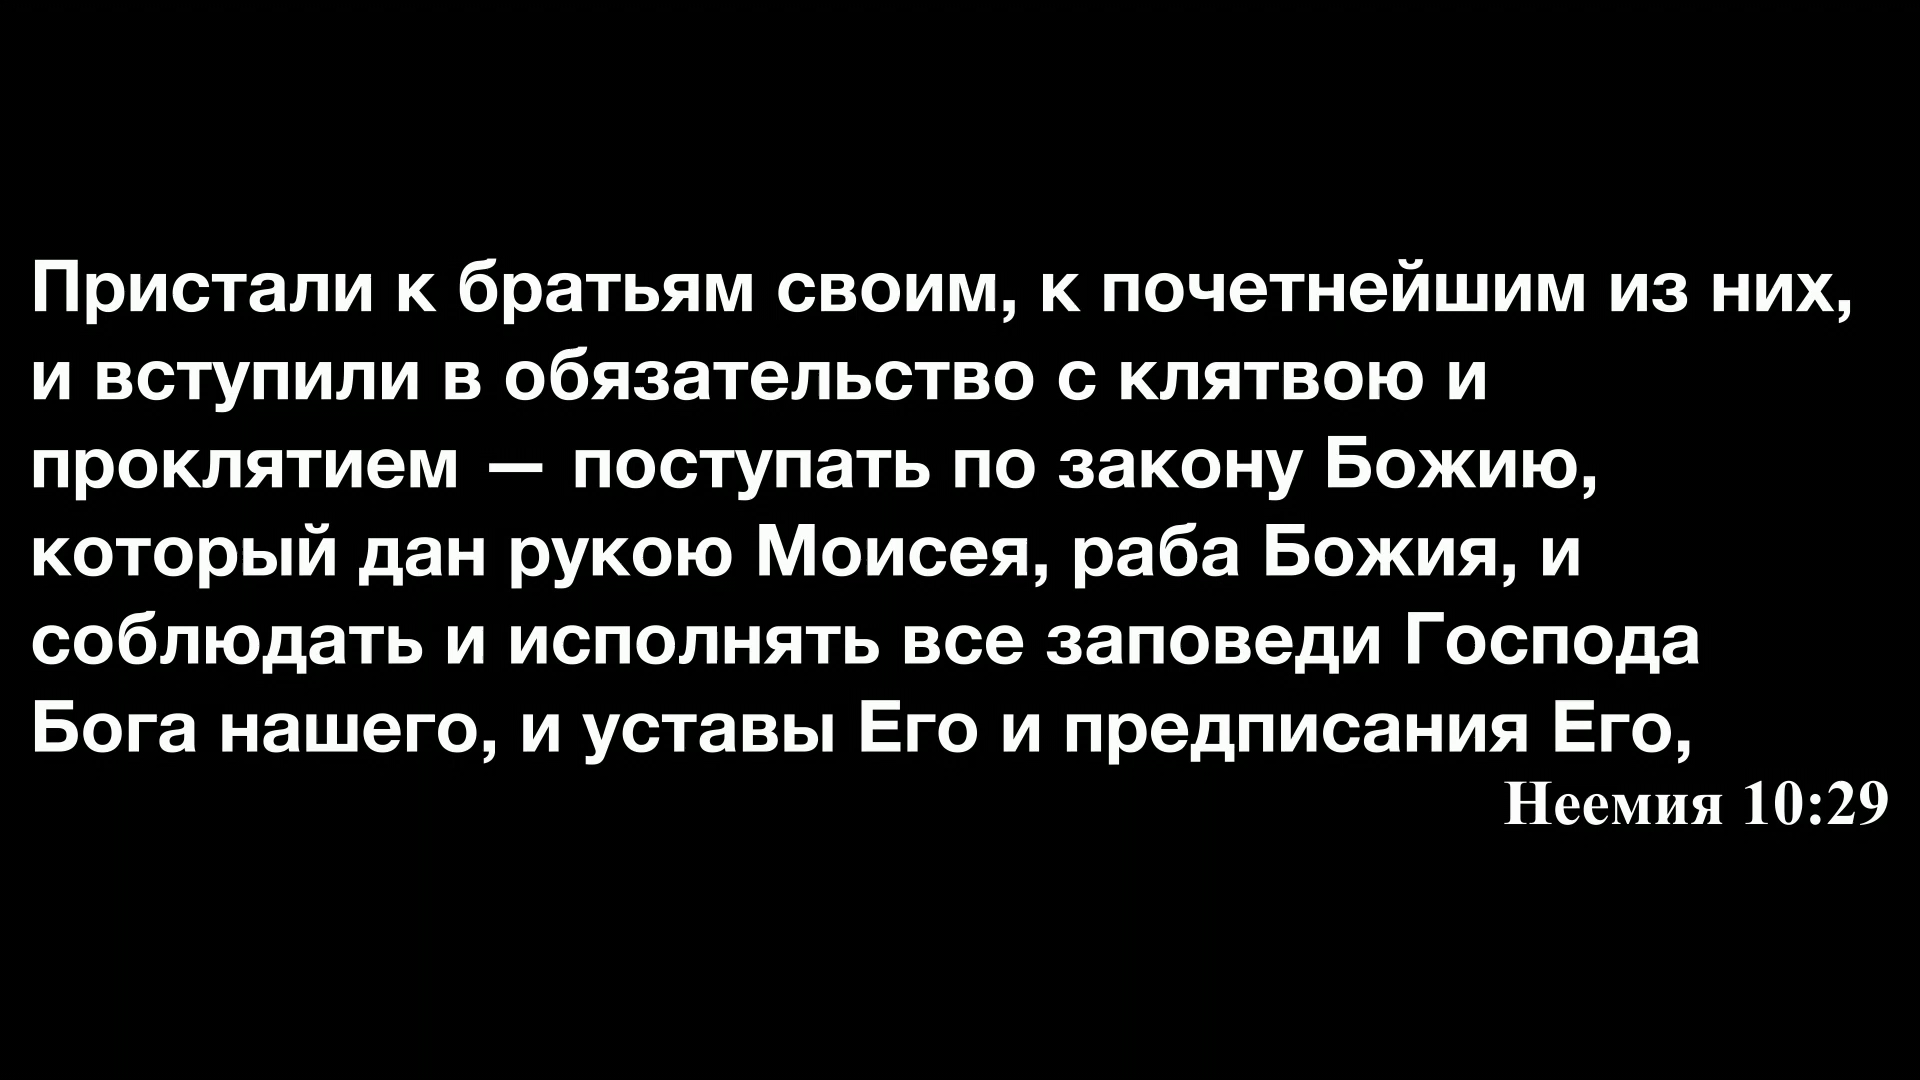 Пристали к братьям своим, к почетнейшим из них,
и вступили в обязательство с клятвою и
проклятием — поступать по закону Божию,
который дан рукою Моисея, раба Божия, и
соблюдать и исполнять все заповеди Господа
Бога нашего, и уставы Его и предписания Его,
Неемия 10:29